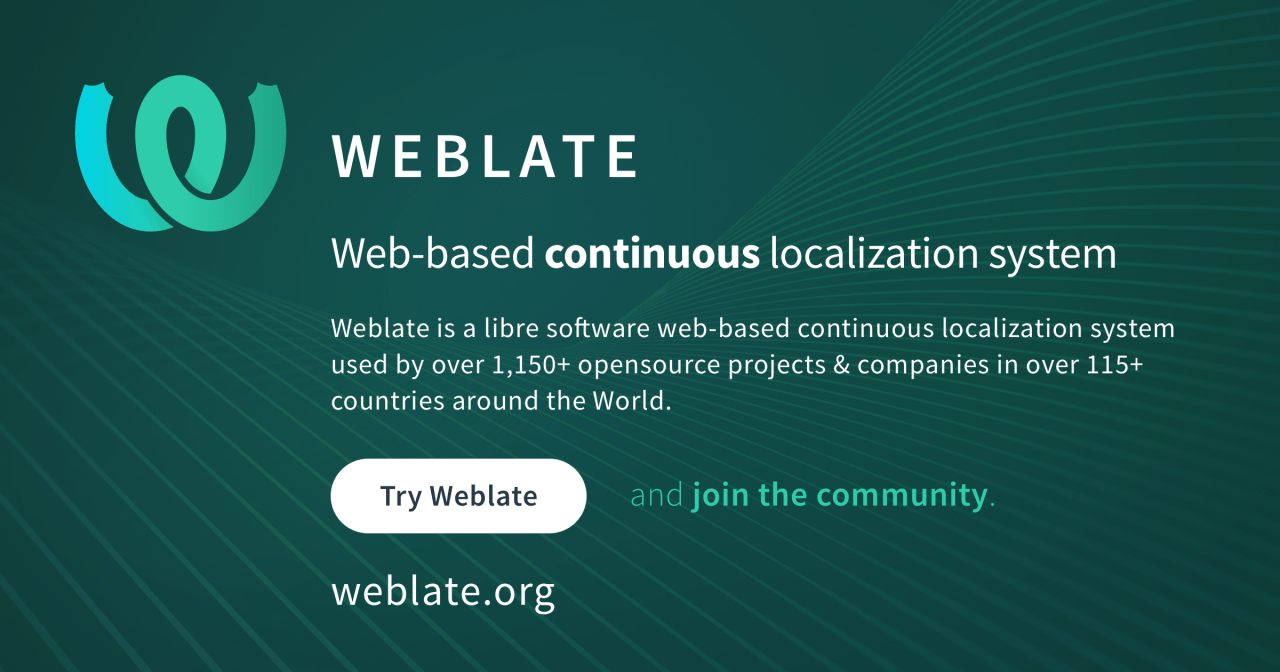 WEBLATE
Web-based continuous localization system
Weblate is a libre software web-based continuous localization system
used by over 1,150+ opensource projects & companies in over 115+
countries around the World.
Try Weblate
and join the community.
weblate.org